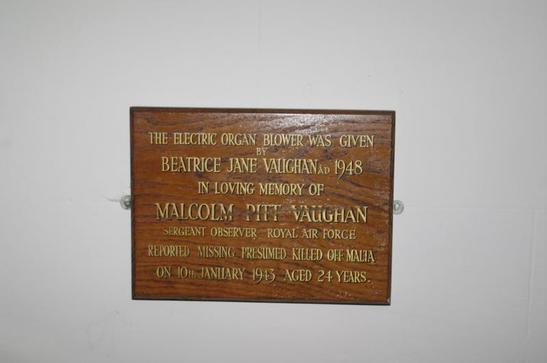 THE ELECTRIC ORGAN BLOWER WAS GIVEN
BY
BEATRICE JANE VAUGHAN AD 1948
IN LOVING MEMORY OF
MALCOLM PITT VAUGHAN
SERGEANT OBSERVER ROYAL AIR FORCE
REPORTED MISSING PRESUMED KILLED OFF MALTA
ON 10TH JANUARY 1943 AGED 24 YEARS.